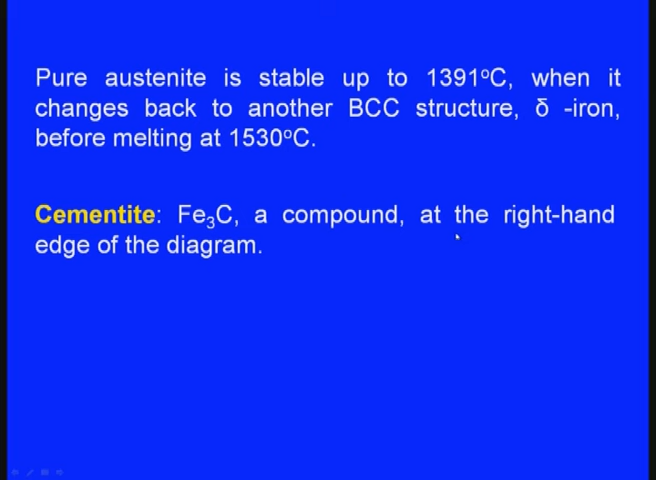 Pure austenite is stable up to 1391°C, when it
changes back to another BCC structure, δ -iron,
before melting at 1530°C.
Cementite: Fe₃C, a compound, at the right-hand
edge of the diagram.